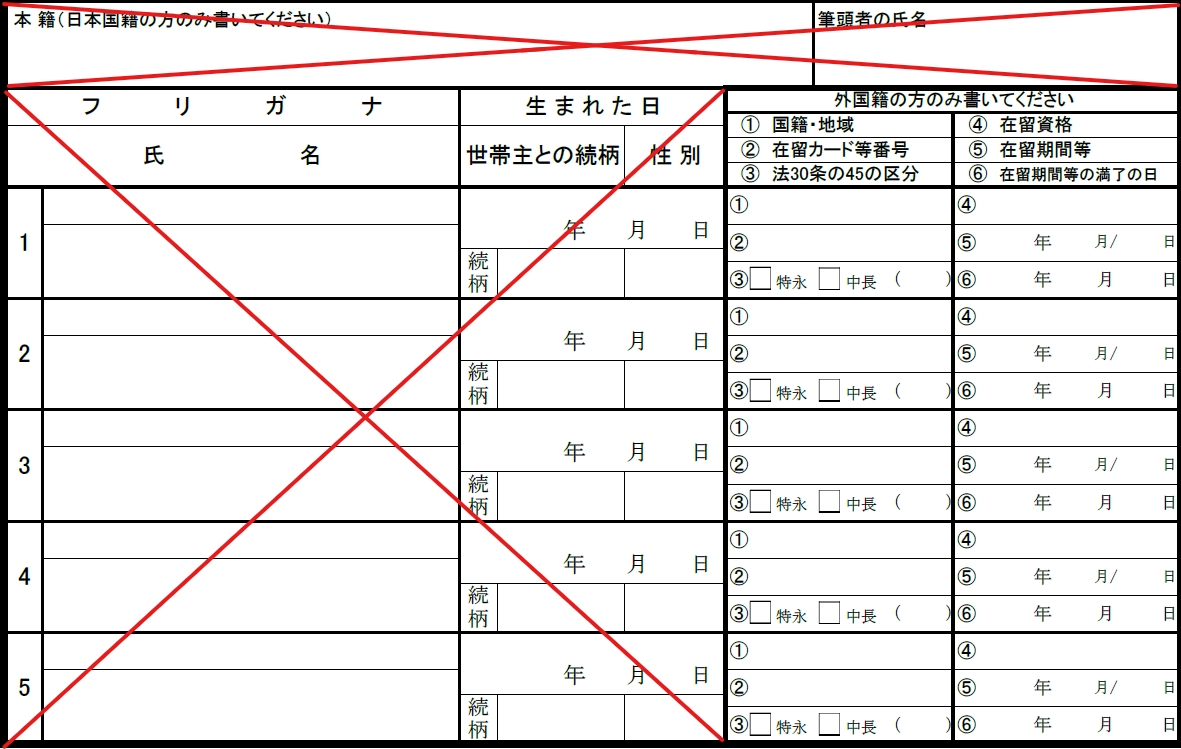 本 籍（日本国籍の方のみ書いてください）
筆頭者の氏名
フ リ ガ ナ
生 ま れ た 日
外国籍の方のみ書いてください
氏 名
世帯主との続柄
性 別
① 国籍・地域
④ 在留資格
② 在留カード等番号
⑤ 在留期間等
③ 法30条の45の区分
⑥ 在留期間等の満了の日
1
年 月 日
続柄
①
④
②
⑤ 年 月/ 日
③ 特永 中長 ( )
⑥ 年 月 日
2
年 月 日
続柄
①
④
②
⑤ 年 月/ 日
③ 特永 中長 ( )
⑥ 年 月 日
3
年 月 日
続柄
①
④
②
⑤ 年 月/ 日
③ 特永 中長 ( )
⑥ 年 月 日
4
年 月 日
続柄
①
④
②
⑤ 年 月/ 日
③ 特永 中長 ( )
⑥ 年 月 日
5
年 月 日
続柄
①
④
②
⑤ 年 月/ 日
③ 特永 中長 ( )
⑥ 年 月 日